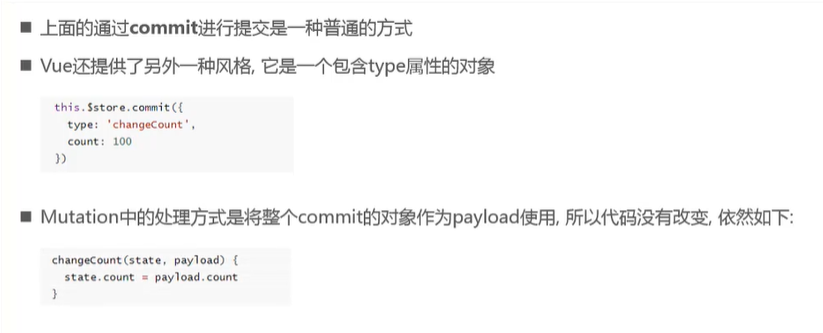 ■ 上面的通过commit进行提交是一种普通的方式
■ Vue还提供了另外一种风格, 它是一个包含type属性的对象
this.$store.commit({
  type: 'changeCount',
  count: 100
})
■ Mutation中的处理方式是将整个commit的对象作为payload使用, 所以代码没有改变, 依然如下:
changeCount(state, payload) {
  state.count = payload.count
}